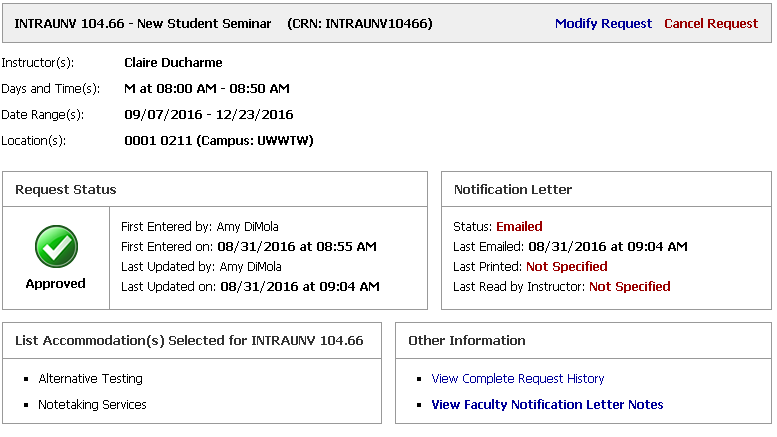 INTRAUNV 104.66 - New Student Seminar (CRN: INTRAUNV10466) Modify Request Cancel Request
Instructor(s): Claire Ducharme
Days and Time(s): M at 08:00 AM - 08:50 AM
Date Range(s): 09/07/2016 - 12/23/2016
Location(s): 0001 0211 (Campus: UWWTW)
Request Status
Approved
First Entered by: Amy DiMola
First Entered on: 08/31/2016 at 08:55 AM
Last Updated by: Amy DiMola
Last Updated on: 08/31/2016 at 09:04 AM
Notification Letter
Status: Emailed
Last Emailed: 08/31/2016 at 09:04 AM
Last Printed: Not Specified
Last Read by Instructor: Not Specified
List Accommodation(s) Selected for INTRAUNV 104.66
Alternative Testing
Notetaking Services
Other Information
View Complete Request History
View Faculty Notification Letter Notes